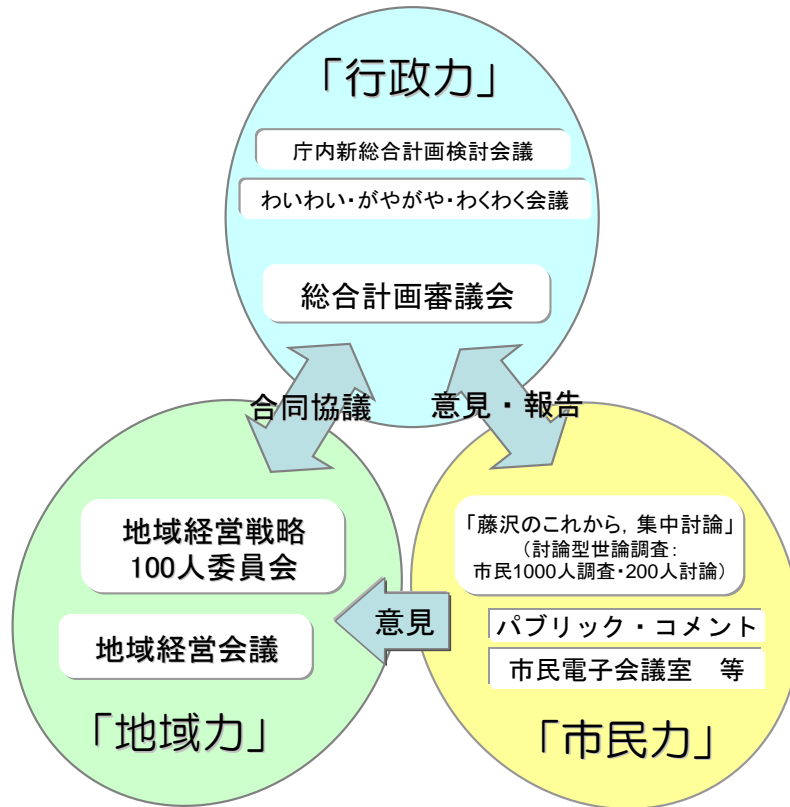 「行政力」
庁内新総合計画検討会議
わいわい・がやがや・わくわく会議
総合計画審議会
合同協議
意見・報告
地域経営戦略
100人委員会
地域経営会議
「地域力」
意見
「藤沢のこれから，集中討論」
（討論型世論調査：
市民1000人調査・200人討論）
パブリック・コメント
市民電子会議室　等
「市民力」